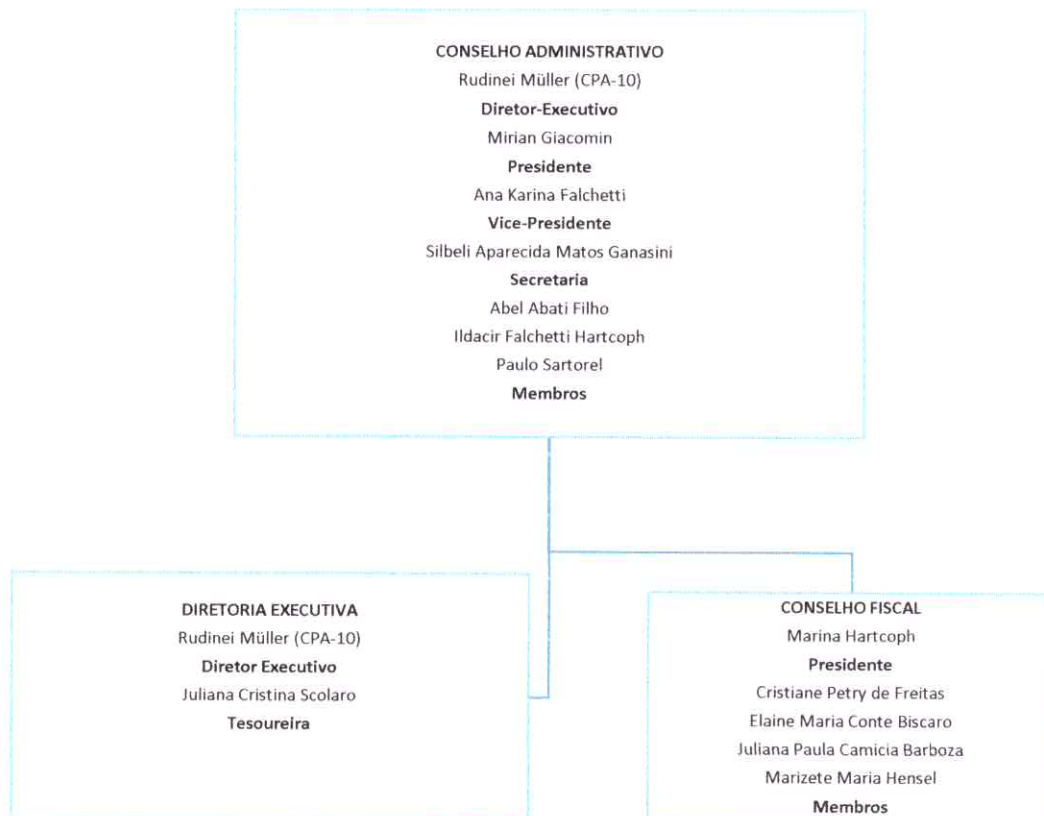 CONSELHO ADMINISTRATIVO
Rudinei Müller (CPA-10)
Diretor-Executivo
Mirian Giacomin
Presidente
Ana Karina Falchetti
Vice-Presidente
Silbeli Aparecida Matos Ganasini
Secretaria
Abel Abati Filho
Ildacir Falchetti Hartcoph
Paulo Sartorel
Membros
DIRETORIA EXECUTIVA
Rudinei Müller (CPA-10)
Diretor Executivo
Juliana Cristina Scolaro
Tesoureira
CONSELHO FISCAL
Marina Hartcoph
Presidente
Cristiane Petry de Freitas
Elaine Maria Conte Biscaro
Juliana Paula Camicia Barboza
Marizete Maria Hensel
Membros